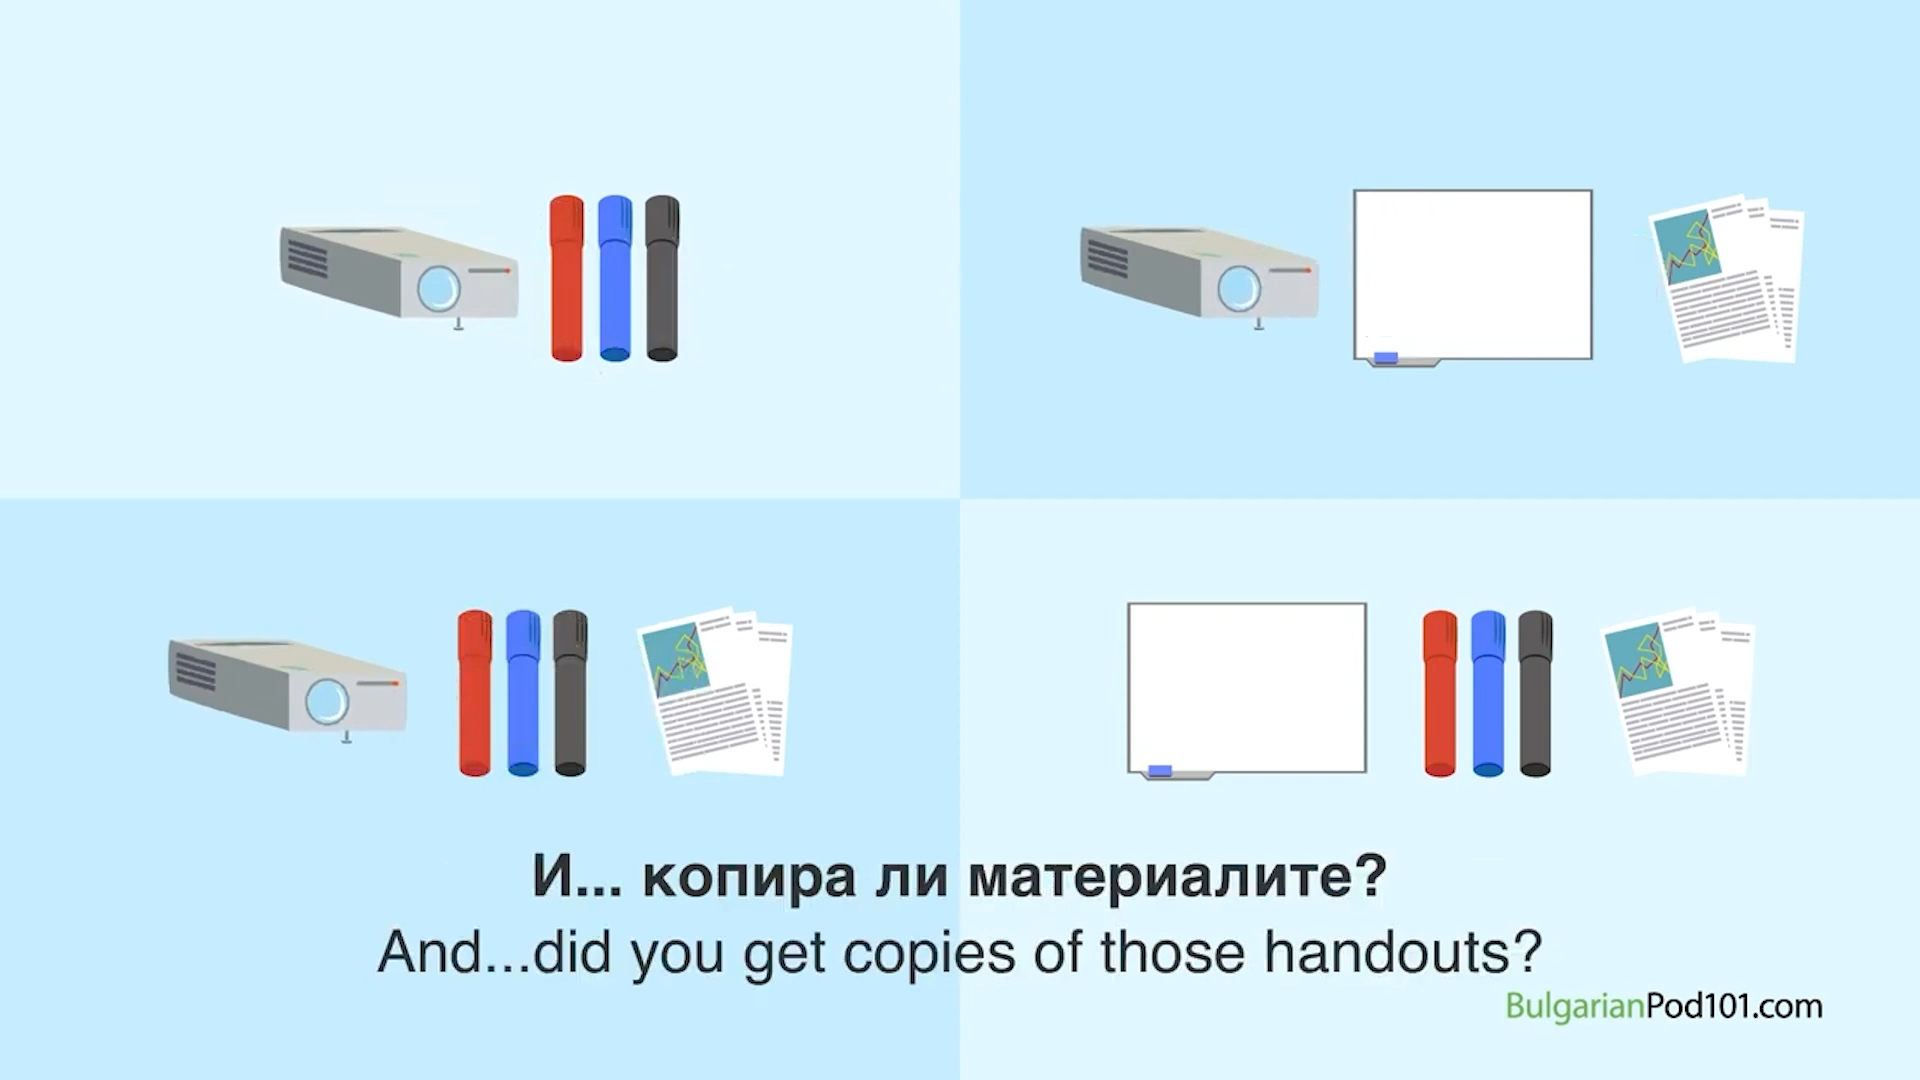 И... копира ли материалите?
And...did you get copies of those handouts?
BulgarianPod101.com